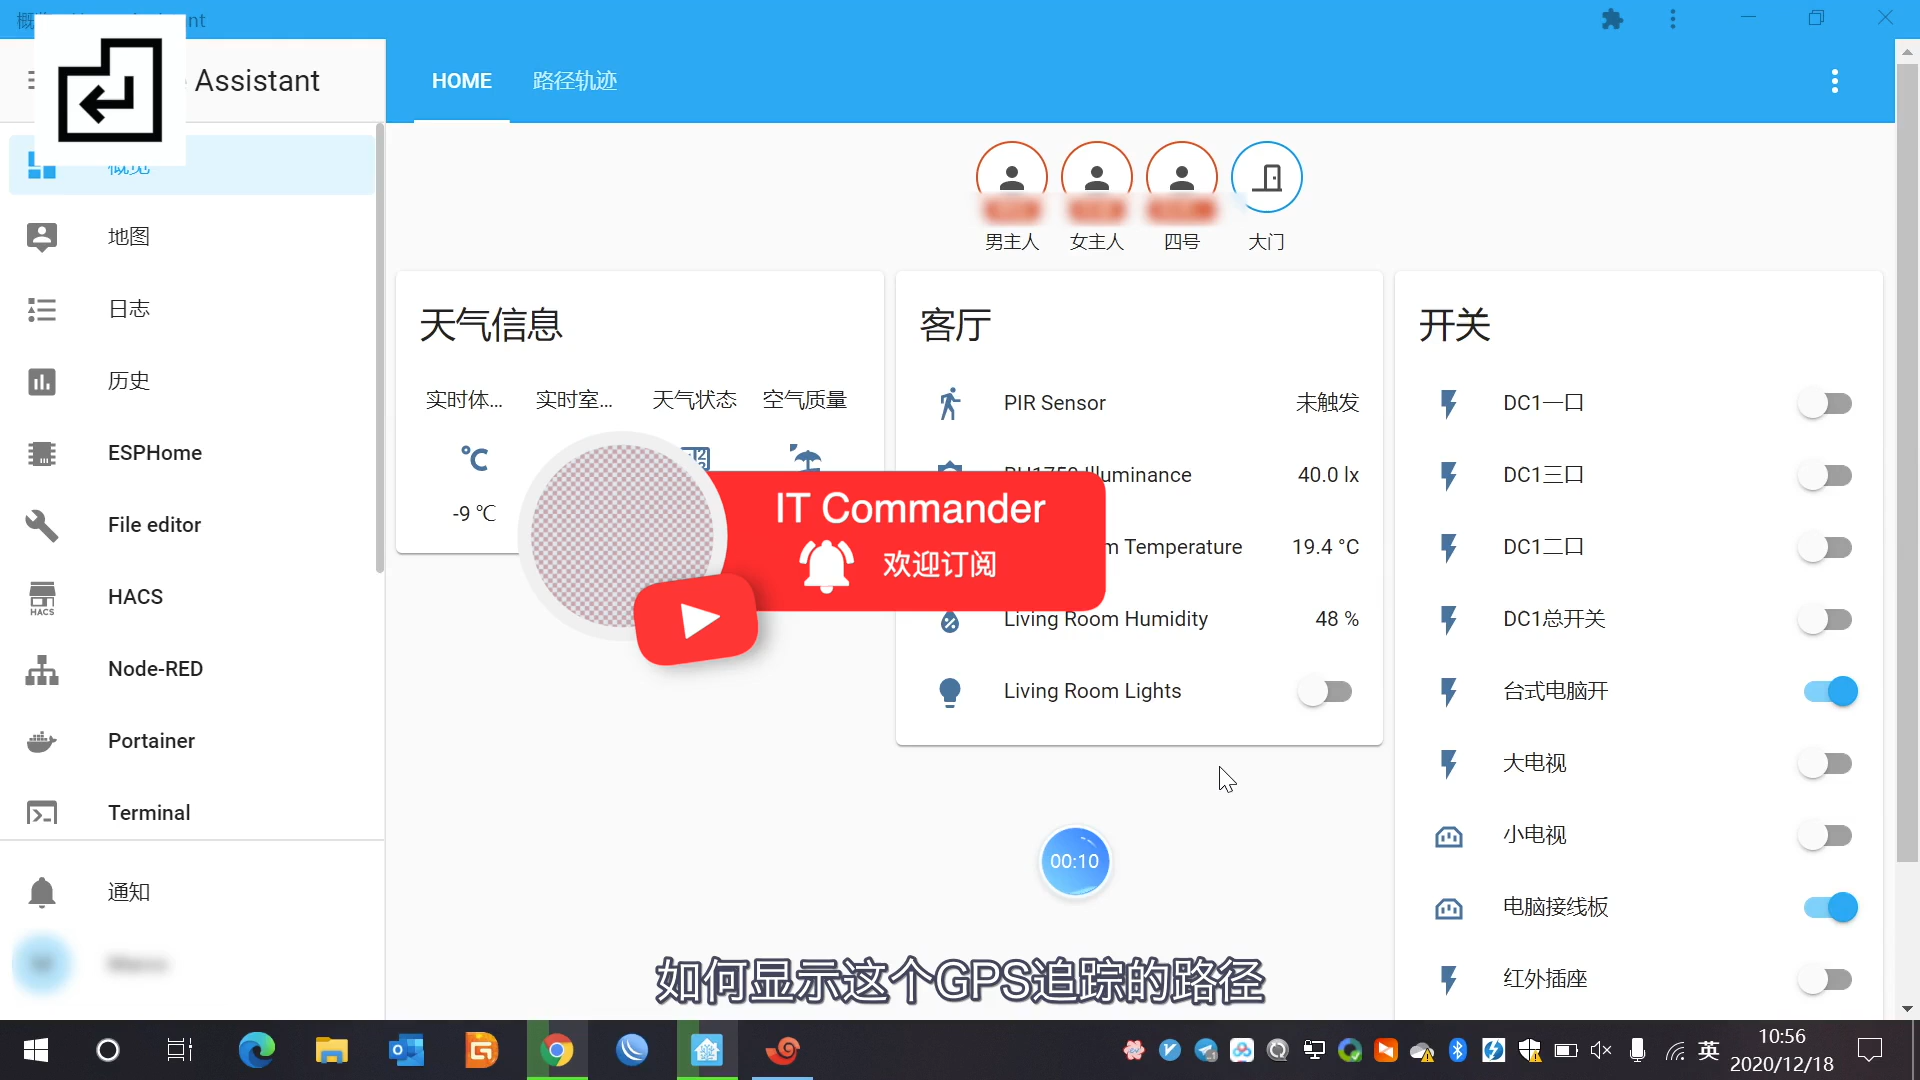 Assistant
HOME
路径轨迹
概览
地图
日志
历史
ESPHome
File editor
HACS
HACS
Node-RED
Portainer
Terminal
通知
男主人
女主人
四号
大门
天气信息
实时体...
实时室...
天气状态
空气质量
°C
-9 ℃
客厅
PIR Sensor
未触发
Illuminance
40.0 lx
Temperature
19.4 °C
Living Room Humidity
48 %
Living Room Lights
开关
DC1一口
DC1三口
DC1二口
DC1总开关
台式电脑开
大电视
小电视
电脑接线板
红外插座
IT Commander
欢迎订阅
00:10
如何显示这个GPS追踪的路径
英
10:56
2020/12/18